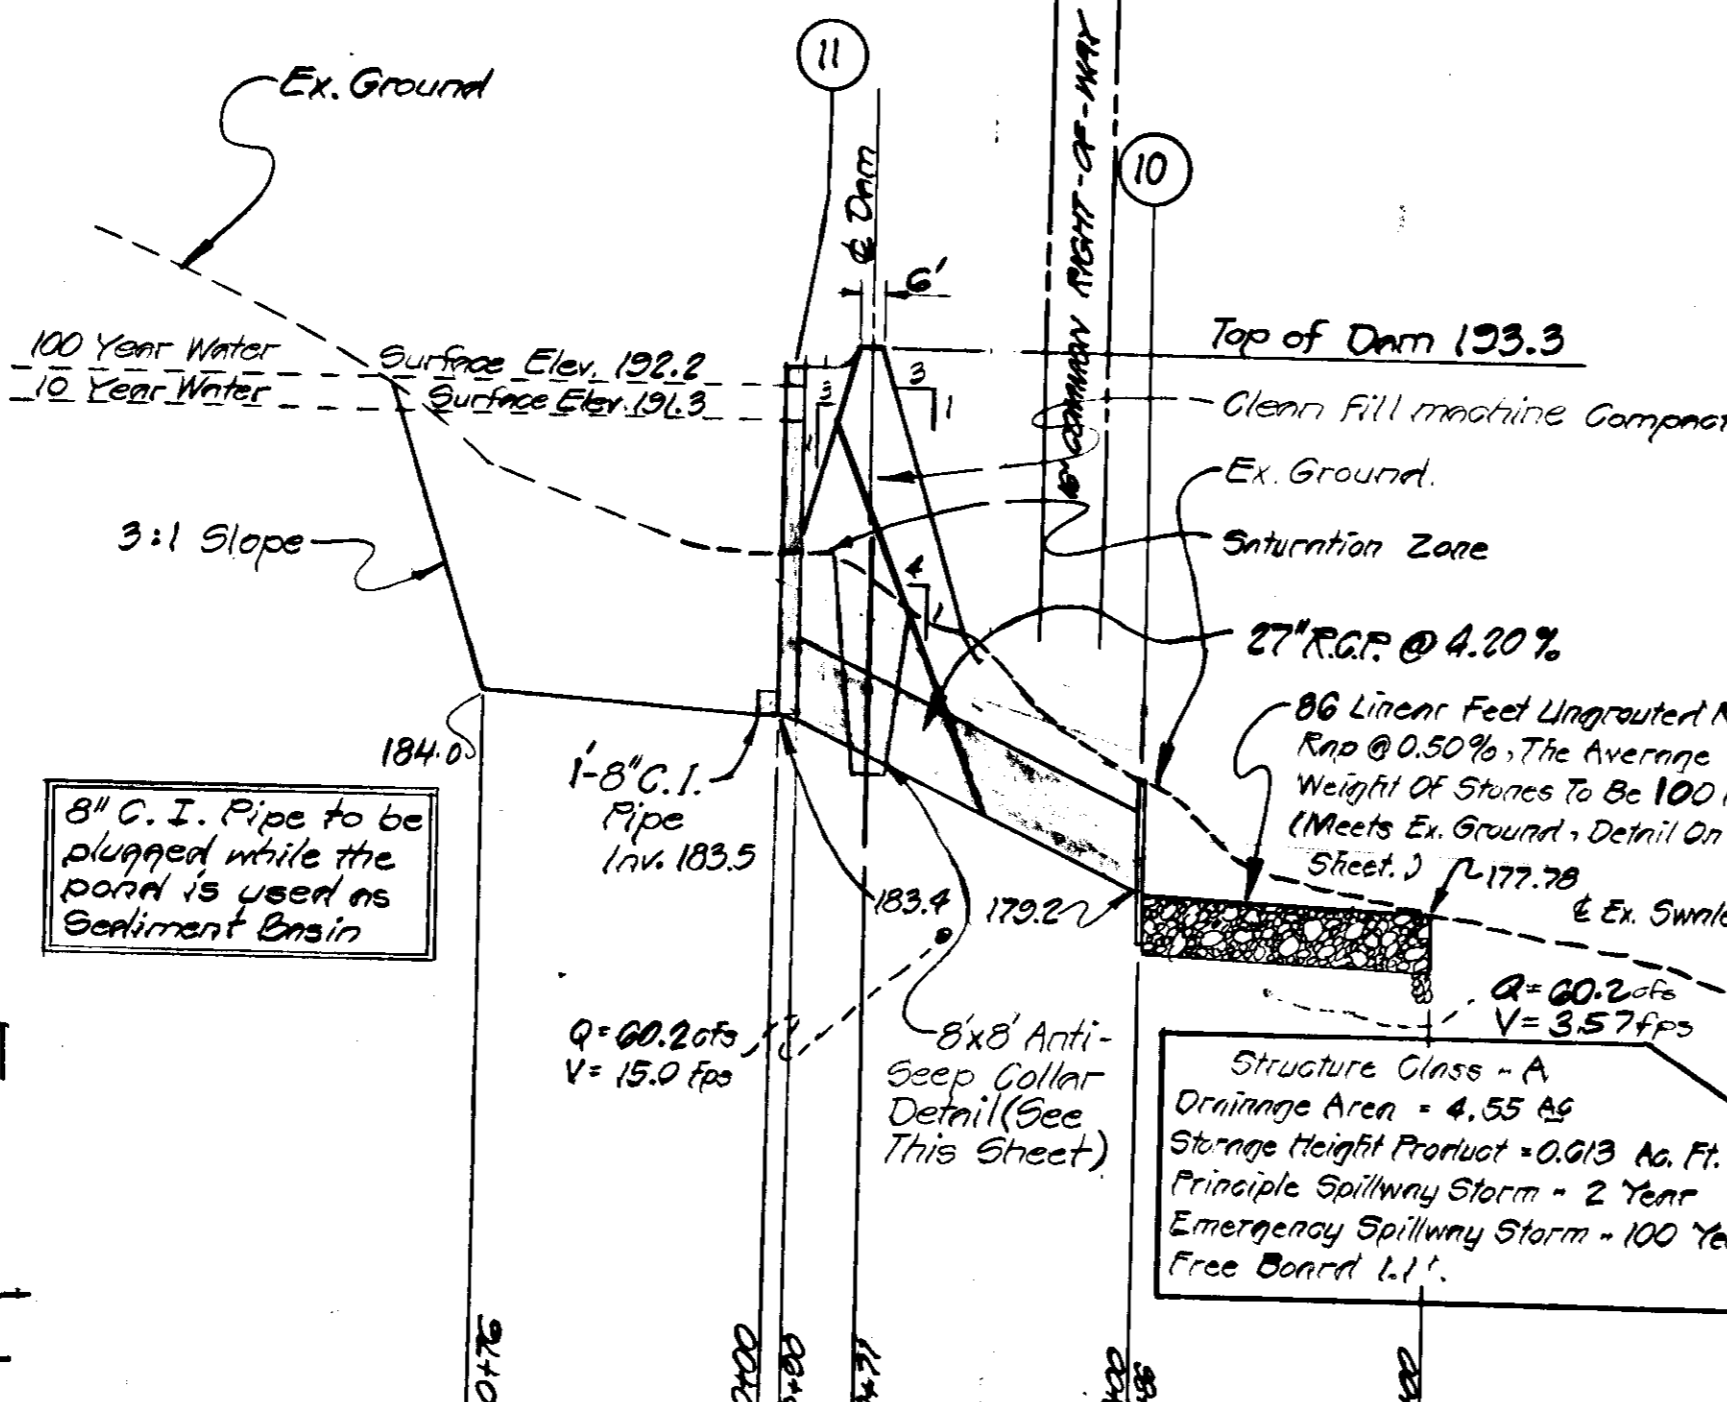 11
Ex. Ground
¢ Dam
6'
RIGHT-OF-WAY
10
100 Year Water Surface Elev. 192.2
10 Year Water Surface Elev. 191.3
Top of Dam 193.3
3
1
3
Clean Fill machine
Ex. Ground.
3:1 Slope
Saturation Zone
4
1
27" R.C.P. @ 4.20%
184.0
1-8" C.I.
Pipe
Inv. 183.5
86 Linear Feet Ungrouted
Rap @ 0.50%, The Average
Weight Of Stones To Be 100
(Meets Ex. Ground, Detail On
Sheet.)
177.78
8" C. I. Pipe to be
plugged while the
pond is used as
Sediment Basin
183.4
179.2
Ex.
Q= 60.2 cfs
V= 15.0 fps
8'x8' Anti-
Seep Collar
Detail (See
This Sheet)
Q= 60.2 cfs
V= 3.57 fps
Structure Class - A
Drainage Area = 4.55 Ac
Storage Height Product = 0.613 Ac. Ft.
Principle Spillway Storm - 2 Year
Emergency Spillway Storm - 100
Free Board 1.1'.
0+76